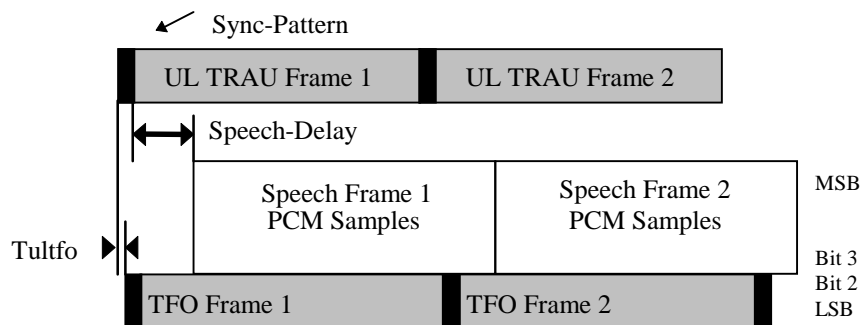 Sync-Pattern
UL TRAU Frame 1
UL TRAU Frame 2
Speech-Delay
Speech Frame 1
PCM Samples
Speech Frame 2
PCM Samples
MSB
Tultfo
Bit 3
Bit 2
LSB
TFO Frame 1
TFO Frame 2